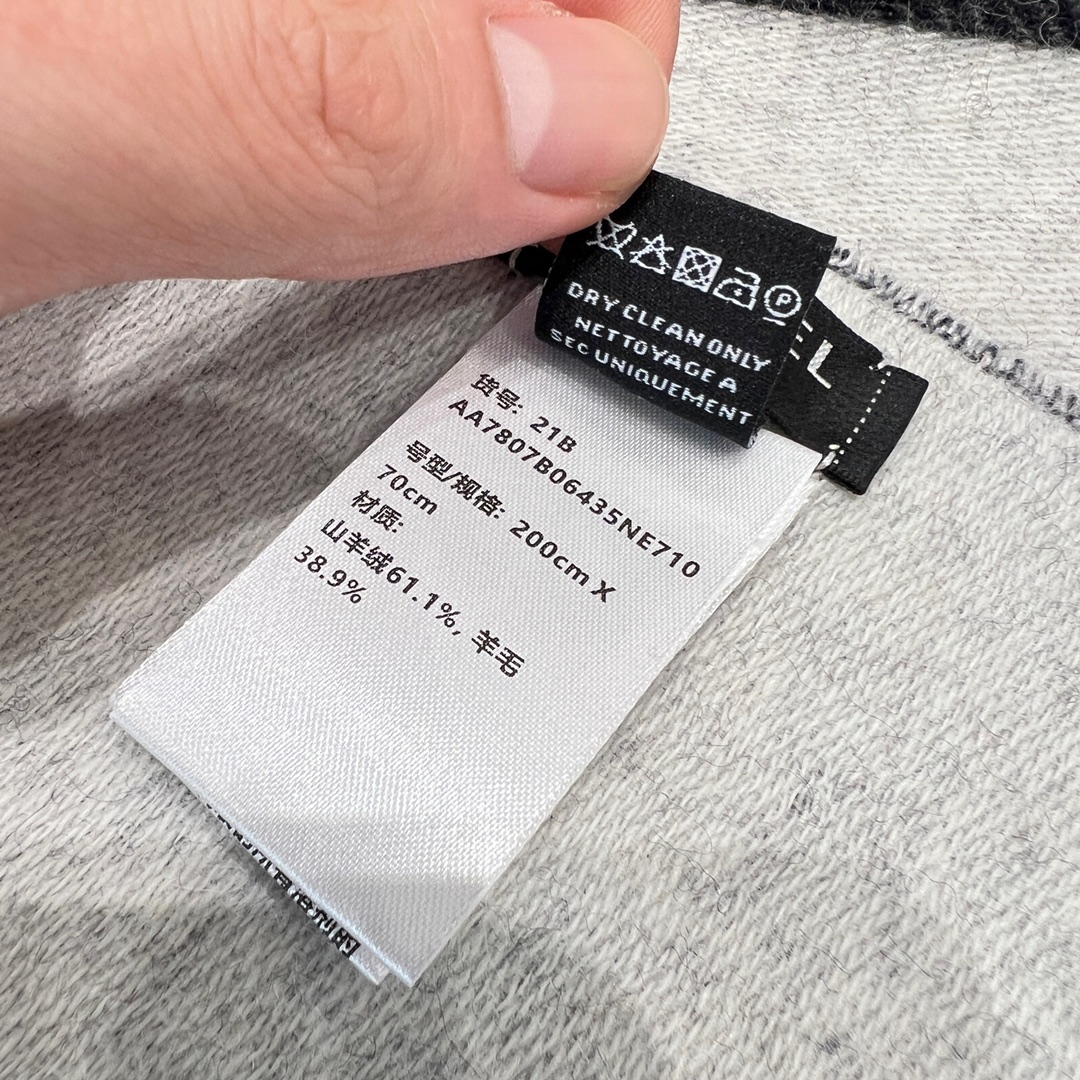 P
DRY CLEAN ONLY
NETTOYAGE A
SEC UNIQUEMENT
EL
货号: 21B
AA7807B06435NE710
号型/规格: 200cm X
70cm
材质:
山羊绒61.1%, 羊毛
38.9%